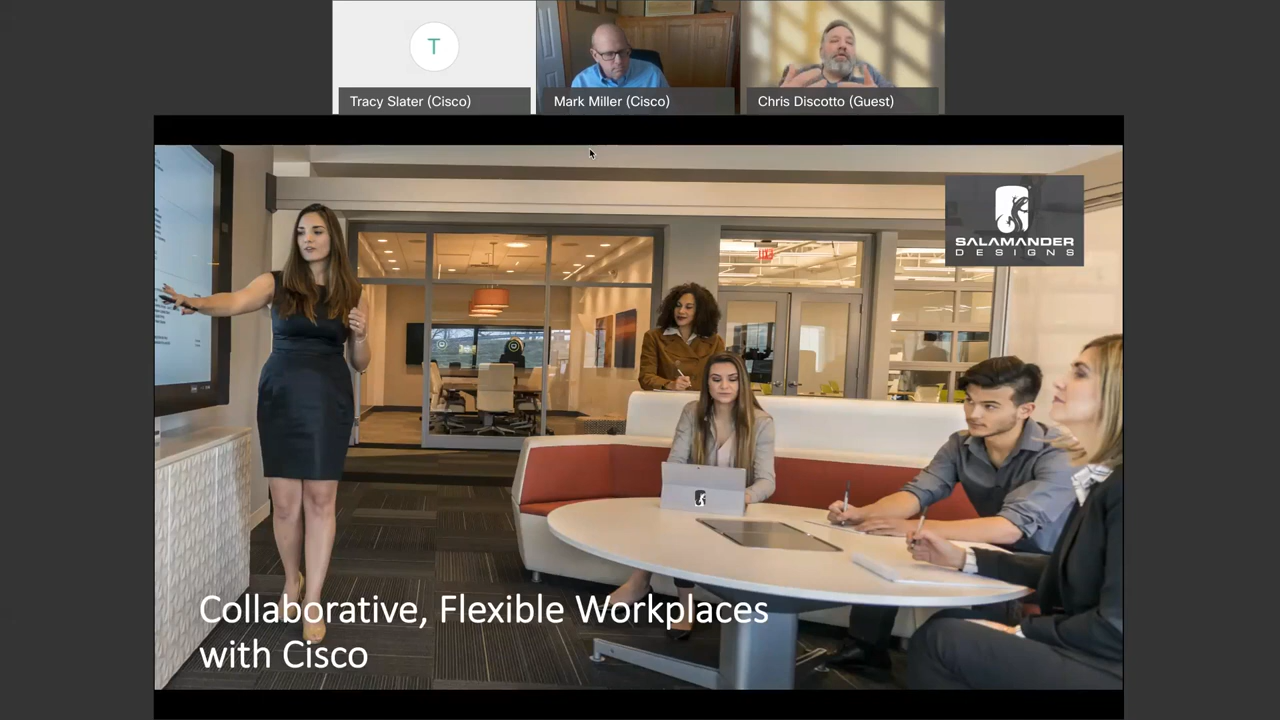 T
Tracy Slater (Cisco)
Mark Miller (Cisco)
Chris Discotto (Guest)
SALAMANDER
DESIGNS
Collaborative, Flexible Workplaces
with Cisco